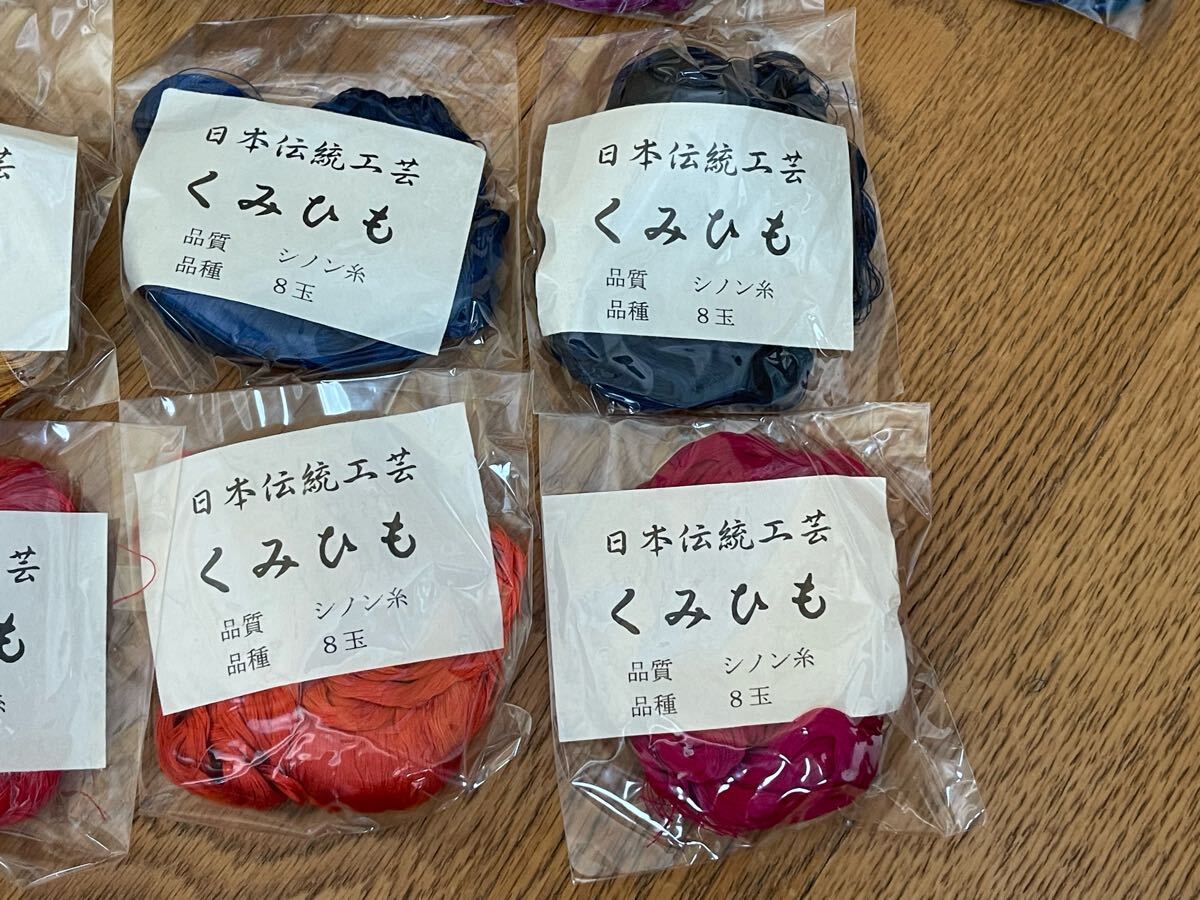 日本伝統工芸
くみひも
品質 シノン糸
品種 8玉
日本伝統工芸
くみひも
品質 シノン糸
品種 8玉
芸
日本伝統工芸
くみひも
品質 シノン糸
品種 8玉
日本伝統工芸
くみひも
品質 シノン糸
品種 8玉
芸
も
糸